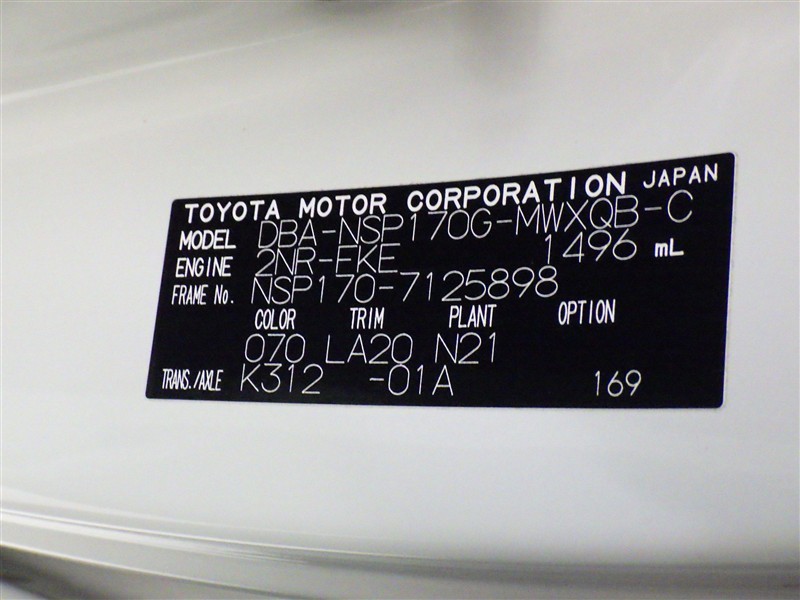 TOYOTA MOTOR CORPORATION JAPAN
MODEL DBA-NSP170G-MWXQB-C
ENGINE 2NR-FKE 1496 mL
FRAME No. NSP170-7125898
COLOR TRIM PLANT OPTION
070 LA20 N21
TRANS./AXLE K312 -01A 169